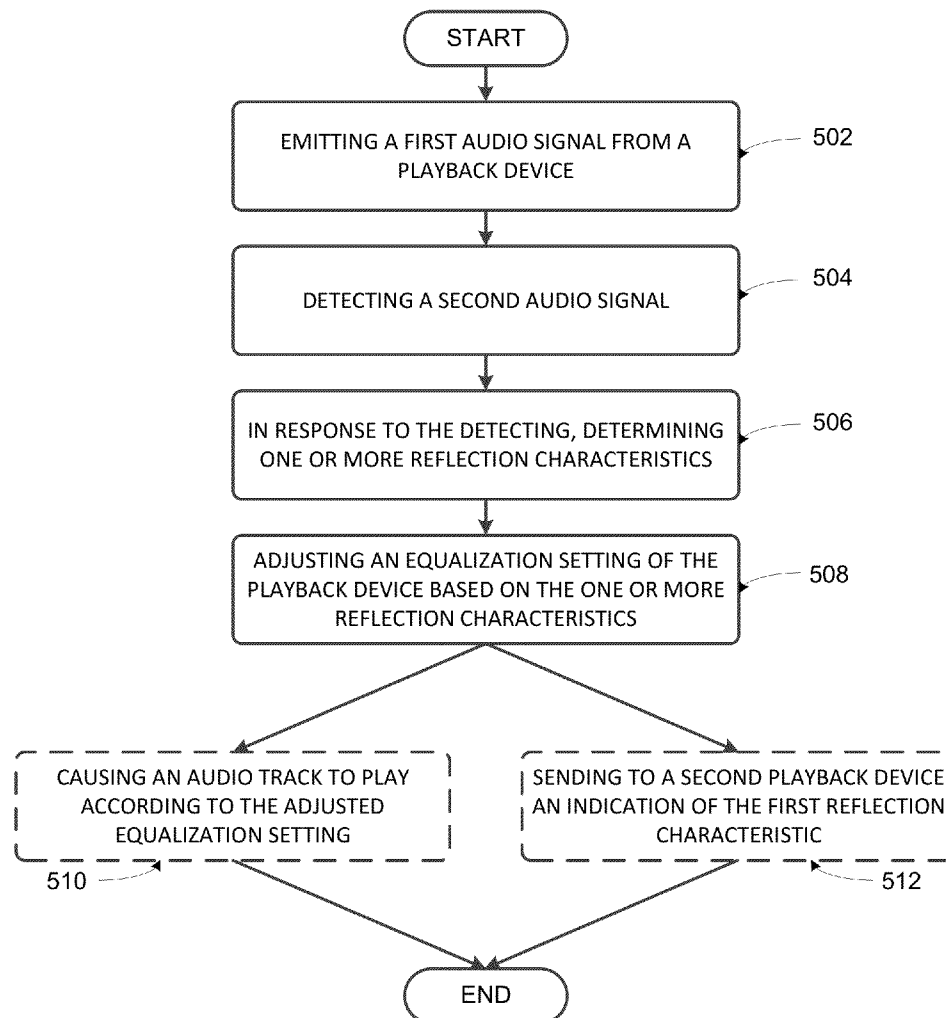 START
EMITTING A FIRST AUDIO SIGNAL FROM A
PLAYBACK DEVICE
502
DETECTING A SECOND AUDIO SIGNAL
504
IN RESPONSE TO THE DETECTING, DETERMINING
ONE OR MORE REFLECTION CHARACTERISTICS
506
ADJUSTING AN EQUALIZATION SETTING OF THE
PLAYBACK DEVICE BASED ON THE ONE OR MORE
REFLECTION CHARACTERISTICS
508
CAUSING AN AUDIO TRACK TO PLAY
ACCORDING TO THE ADJUSTED
EQUALIZATION SETTING
510
SENDING TO A SECOND PLAYBACK DEVICE
AN INDICATION OF THE FIRST REFLECTION
CHARACTERISTIC
512
END